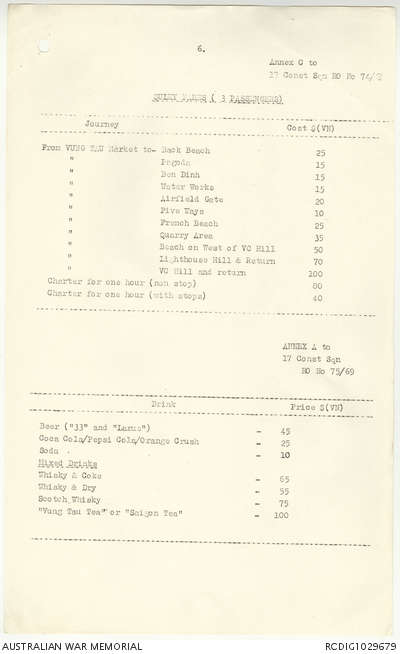 6.
Annex C to
17 Const Sqn RO No 74/
FARES ( 3 PASSENGERS)
Journey Cost $(VN)
From VUNG TAU Market to- Back Beach 25
" Pagoda 15
" Ben Dinh 15
" Water Works 15
" Airfield Gate 20
" Five Ways 10
" French Beach 25
" Quarry Area 35
" Beach on West of VC Hill 50
" Lighthouse Hill & Return 70
" VC Hill and return 100
Charter for one hour (non stop) 80
Charter for one hour (with stops) 40
ANNEX A to
17 Const Sqn
RO No 75/69
Drink Price $(VN)
Beer ("33" and "Larue") - 45
Coca Cola/Pepsi Cola/Orange Crush - 25
Soda - 10
Mixed Drinks
Whisky & Coke - 65
Whisky & Dry - 55
Scotch Whisky - 75
"Vung Tau Tea" or "Saigon Tea" - 100
AUSTRALIAN WAR MEMORIAL RCDIG1029679